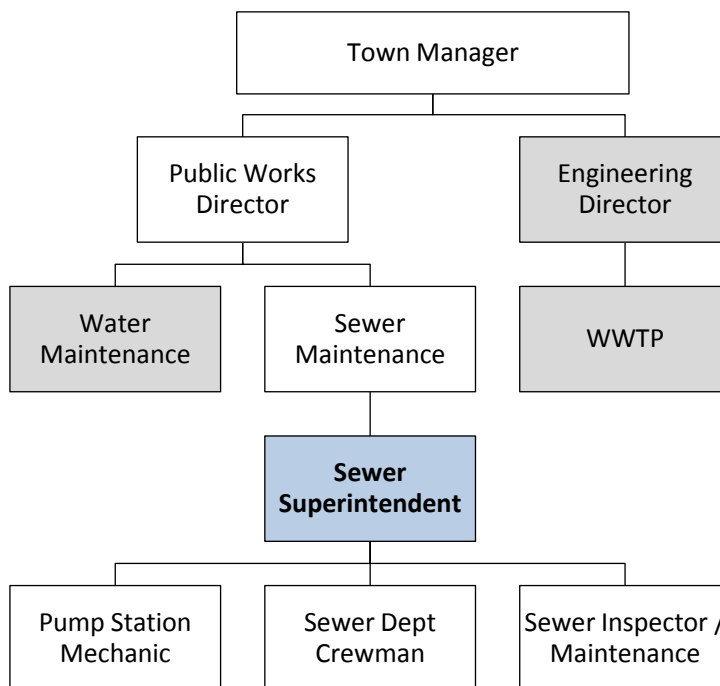 Town Manager
Public Works
Director
Engineering
Director
Water
Maintenance
Sewer
Maintenance
WWTP
Sewer
Superintendent
Pump Station
Mechanic
Sewer Dept
Crewman
Sewer Inspector /
Maintenance